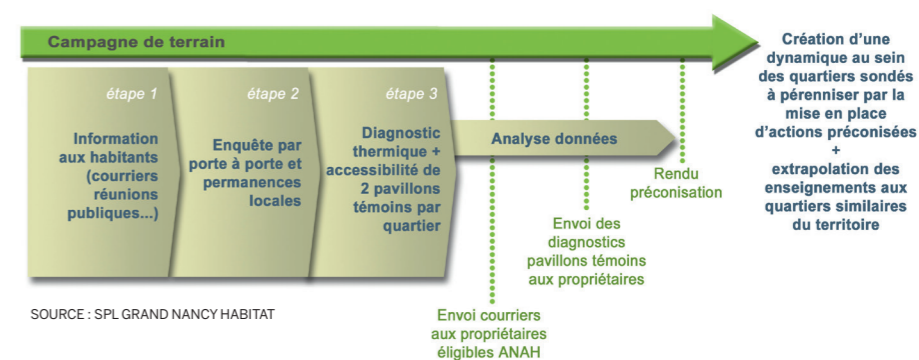 Campagne de terrain
étape 1
Information
aux habitants
(courriers
réunions
publiques...)
étape 2
Enquête par
porte à porte et
permanences
locales
étape 3
Diagnostic
thermique +
accessibilité de
2 pavillons
témoins par
quartier
Analyse données
Envoi courriers
aux propriétaires
éligibles ANAH
Envoi des
diagnostics
pavillons témoins
aux propriétaires
Rendu
préconisation
Création d'une
dynamique au sein
des quartiers sondés
à pérenniser par la
mise en place
d'actions préconisées
+
extrapolation des
enseignements aux
quartiers similaires
du territoire
SOURCE : SPL GRAND NANCY HABITAT